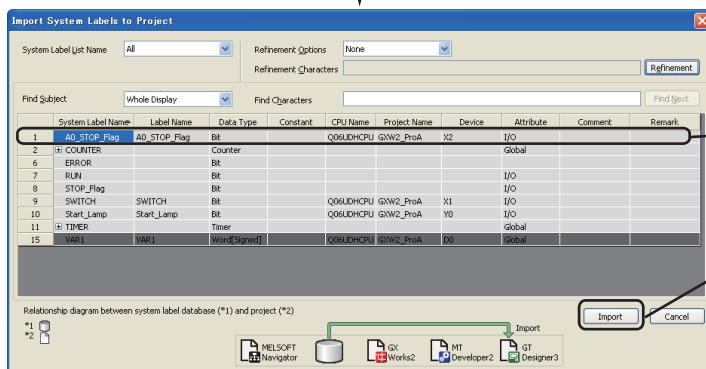 Import System Labels to Project
System Label List Name All Refinement Options None
Refinement Characters Refinement
Find Subject Whole Display Find Characters Find Next
System Label Name Label Name Data Type Constant CPU Name Project Name Device Attribute Comment Remark
1 A0_STOP_Flag A0_STOP_Flag Bit Q06UDHCPU GXW2_ProA X2 I/O
2 COUNTER Counter Global
6 ERROR Bit
7 RUN Bit I/O
8 STOP_Flag Bit I/O
9 SWITCH SWITCH Bit Q06UDHCPU GXW2_ProA X1 I/O
10 Start_Lamp Start_Lamp Bit Q06UDHCPU GXW2_ProA Y0 I/O
11 TIMER Timer Global
15 VAR1 VAR1 Word[Signed] Q06UDHCPU GXW2_ProA D0 Global
Relationship diagram between system label database (*1) and project (*2)
Import Cancel
*1
*2
Import
MELSOFT Navigator
GX Works2
MT Developer2
GT Designer3